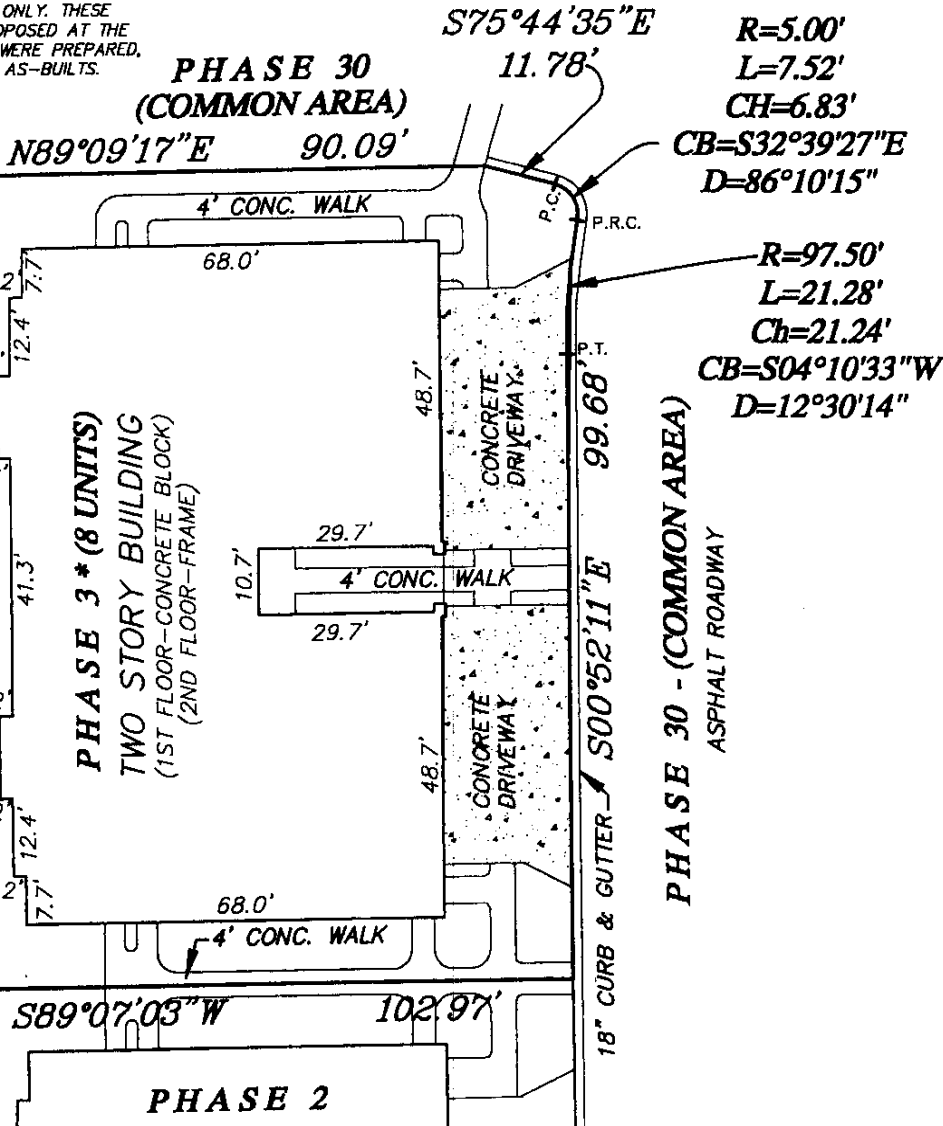 ONLY. THESE
OPOSED AT THE
WERE PREPARED,
AS-BUILTS.
PHASE 30
(COMMON AREA)
N89°09'17"E 90.09'
S75°44'35"E
11.78'
R=5.00'
L=7.52'
CH=6.83'
CB=S32°39'27"E
D=86°10'15"
P.C.
P.R.C.
4' CONC. WALK
68.0'
2'
7.7
12.4'
R=97.50'
L=21.28'
Ch=21.24'
CB=S04°10'33"W
D=12°30'14"
P.T.
48.7'
CONCRETE
DRIVEWAY
99.68'
PHASE 3 * (8 UNITS)
TWO STORY BUILDING
(1ST FLOOR-CONCRETE BLOCK)
(2ND FLOOR-FRAME)
41.3'
29.7'
10.7'
4' CONC. WALK
29.7'
S00°52'11"E
PHASE 30 - (COMMON AREA)
ASPHALT ROADWAY
48.7'
CONCRETE
DRIVEWAY
18" CURB & GUTTER
12.4'
2'
7.7'
68.0'
4' CONC. WALK
S89°07'03"W 102.97'
PHASE 2